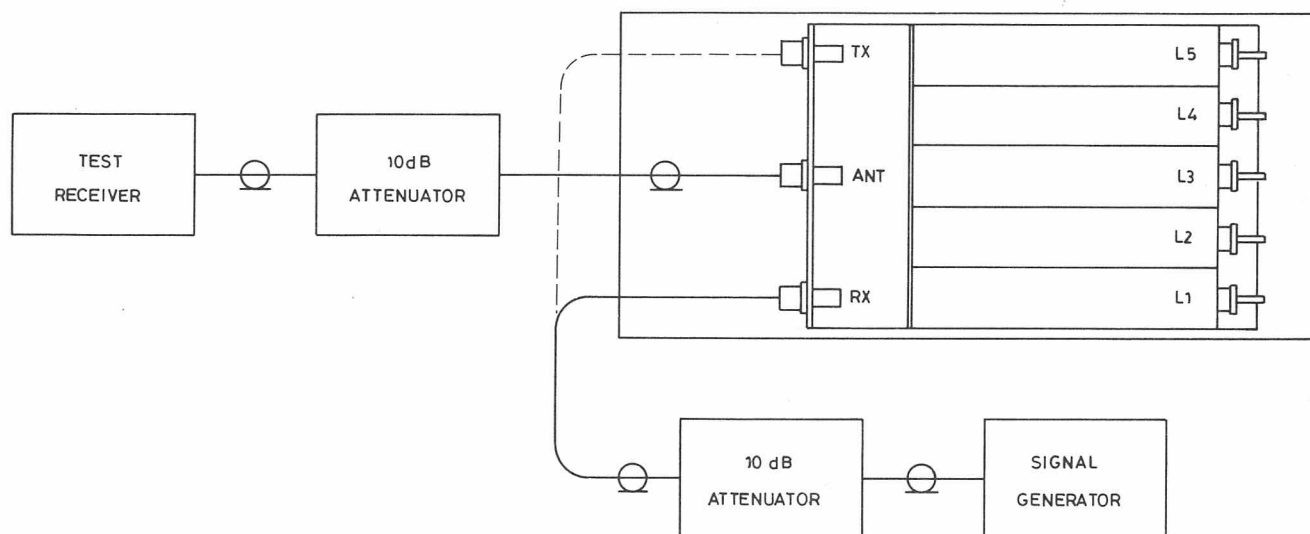 TX
L5
L4
TEST
RECEIVER
10dB
ATTENUATOR
ANT
L3
L2
RX
L1
10 dB
ATTENUATOR
SIGNAL
GENERATOR